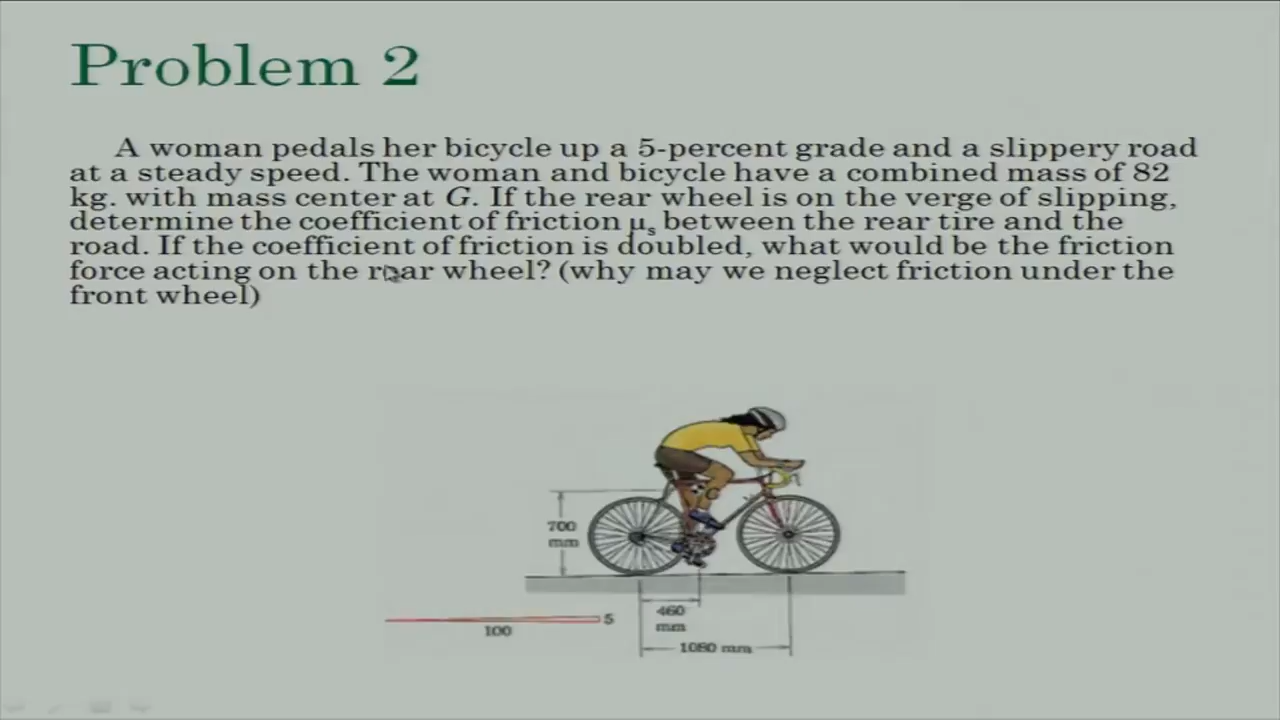 Problem 2
A woman pedals her bicycle up a 5-percent grade and a slippery road
at a steady speed. The woman and bicycle have a combined mass of 82
kg. with mass center at G. If the rear wheel is on the verge of slipping,
determine the coefficient of friction μs between the rear tire and the
road. If the coefficient of friction is doubled, what would be the friction
force acting on the rear wheel? (why may we neglect friction under the
front wheel)
G
700
mm
460
mm
1080 mm
5
100